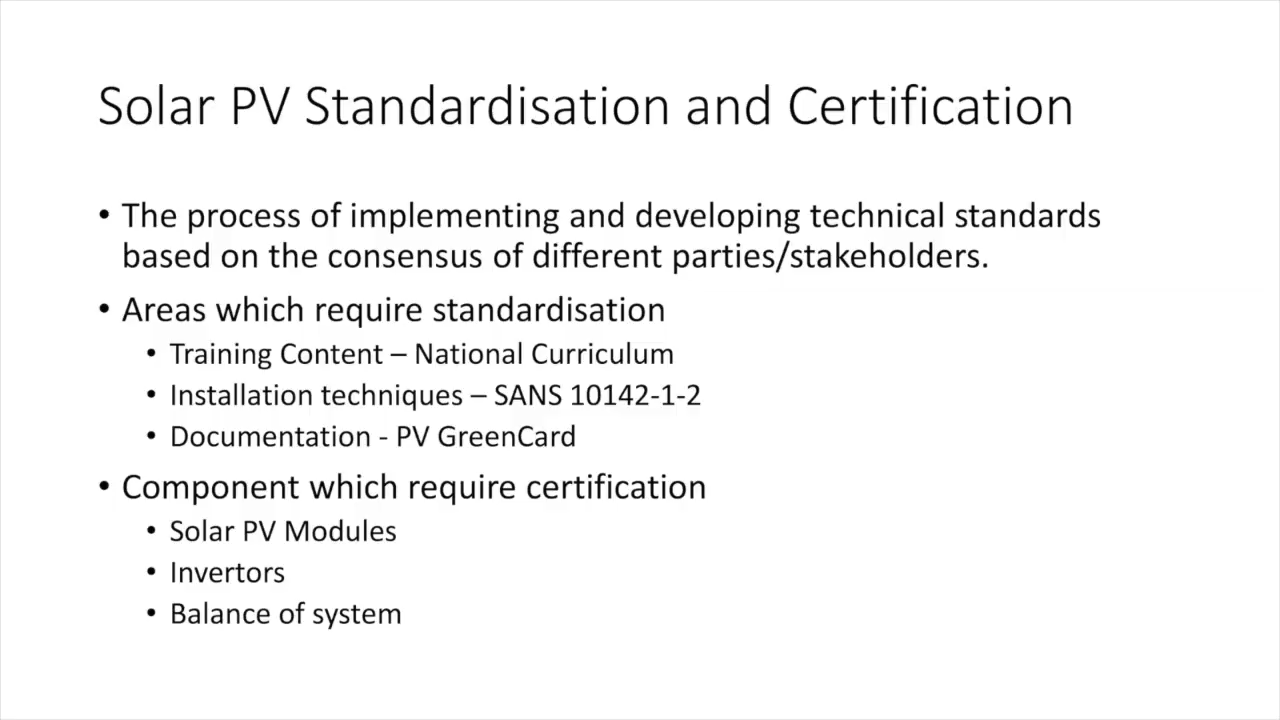 Solar PV Standardisation and Certification
• The process of implementing and developing technical standards
based on the consensus of different parties/stakeholders.
• Areas which require standardisation
• Training Content – National Curriculum
• Installation techniques – SANS 10142-1-2
• Documentation - PV GreenCard
• Component which require certification
• Solar PV Modules
• Invertors
• Balance of system